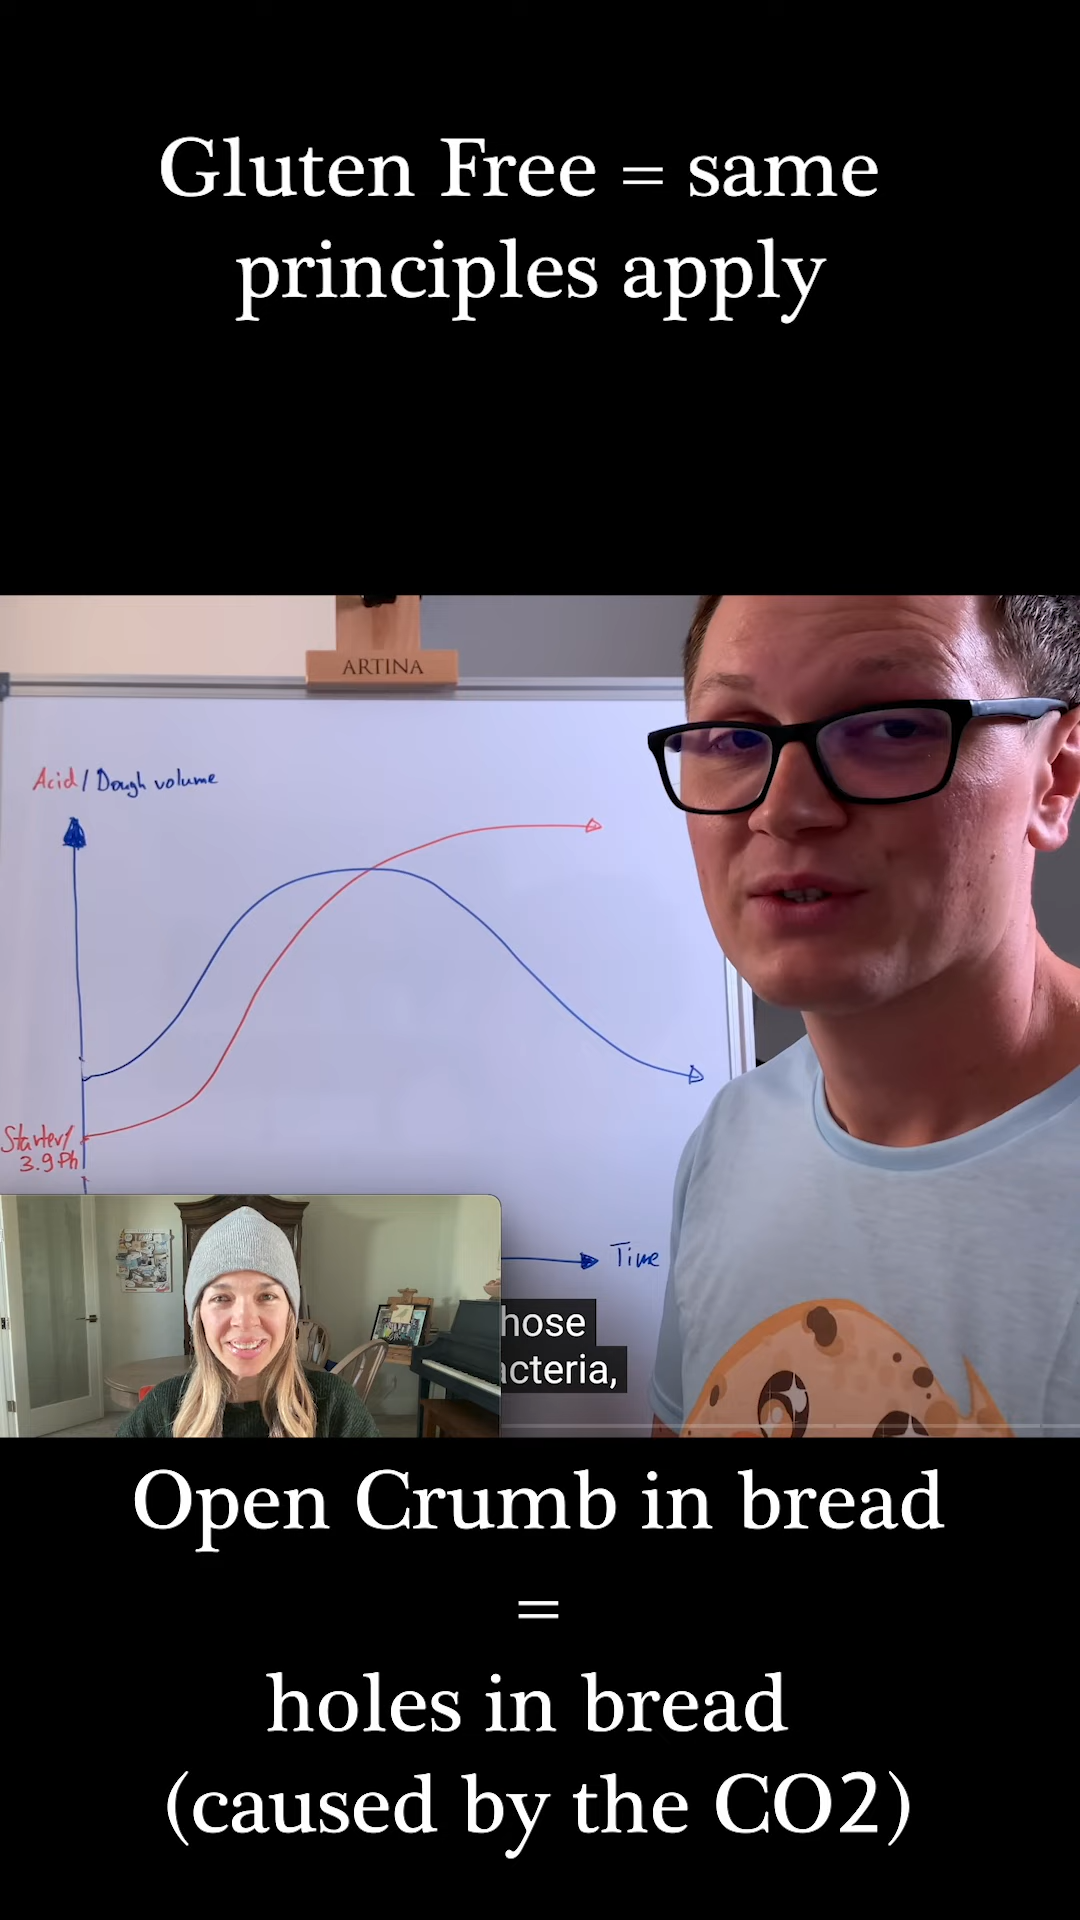 Gluten Free = same
principles apply
ARTINA
Acid / Dough volume
Starter/
3.9 Ph
Time
hose
acteria,
Open Crumb in bread
=
holes in bread
(caused by the CO2)